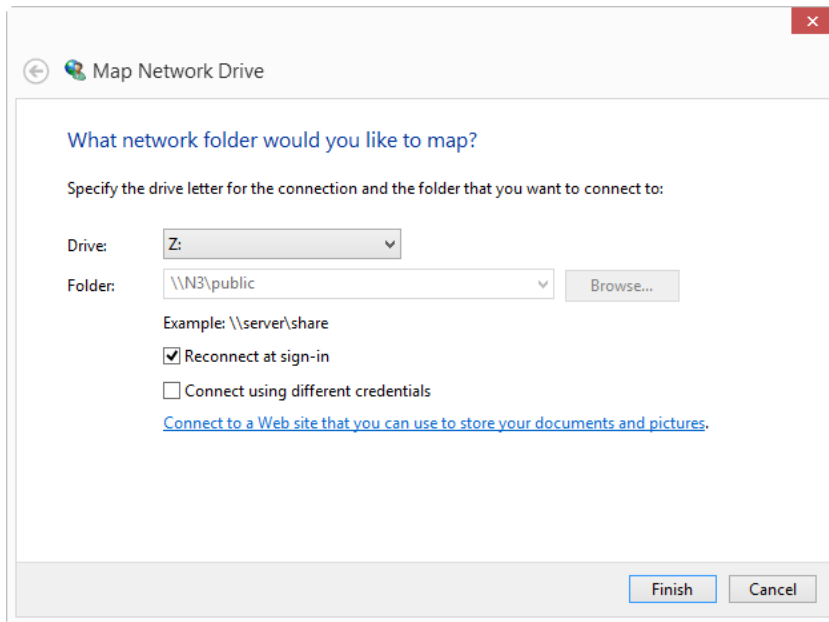 Map Network Drive
What network folder would you like to map?
Specify the drive letter for the connection and the folder that you want to connect to:
Drive: Z:
Folder: \\N3\public Browse...
Example: \\server\share
Reconnect at sign-in
Connect using different credentials
Connect to a Web site that you can use to store your documents and pictures.
Finish Cancel